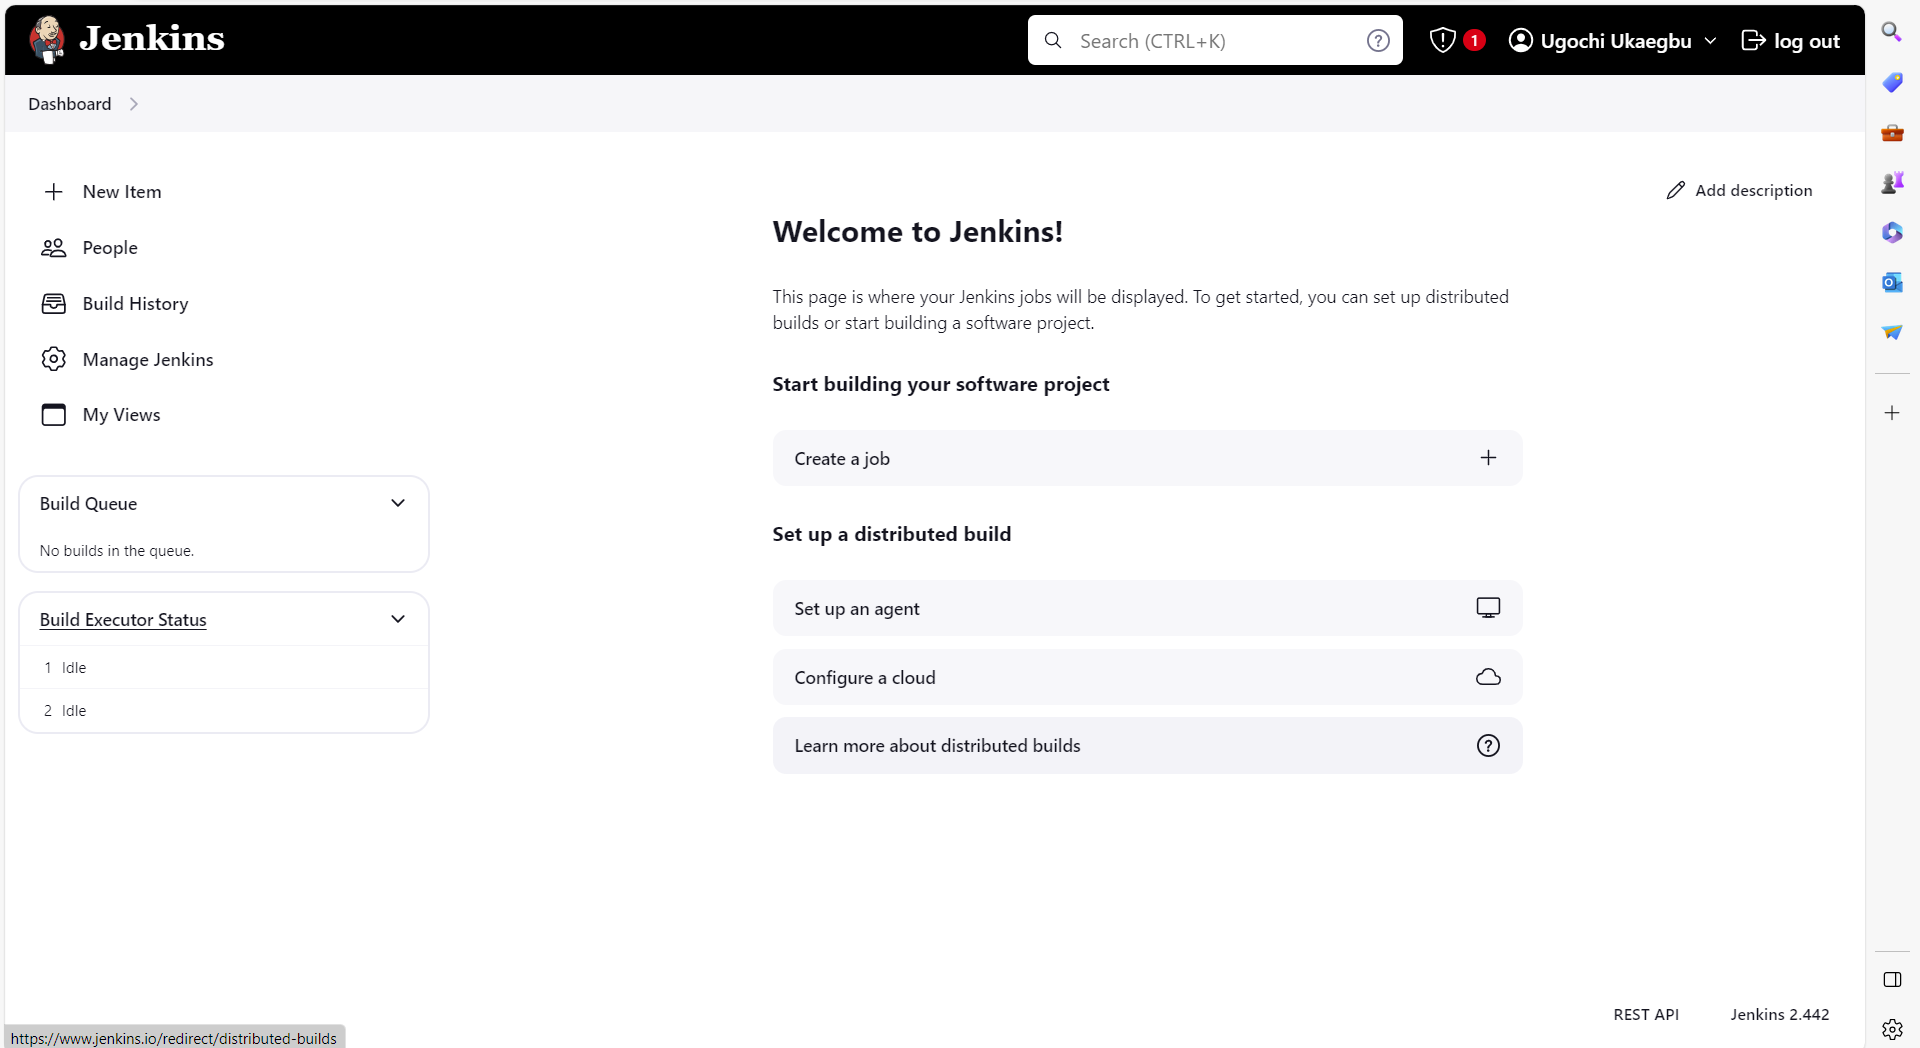 Jenkins
Search (CTRL+K)
1
Ugochi Ukaegbu
log out
Dashboard
New Item
People
Build History
Manage Jenkins
My Views
Build Queue
No builds in the queue.
Build Executor Status
1 Idle
2 Idle
Add description
Welcome to Jenkins!
This page is where your Jenkins jobs will be displayed. To get started, you can set up distributed
builds or start building a software project.
Start building your software project
Create a job
Set up a distributed build
Set up an agent
Configure a cloud
Learn more about distributed builds
REST API
Jenkins 2.442
https://www.jenkins.io/redirect/distributed-builds